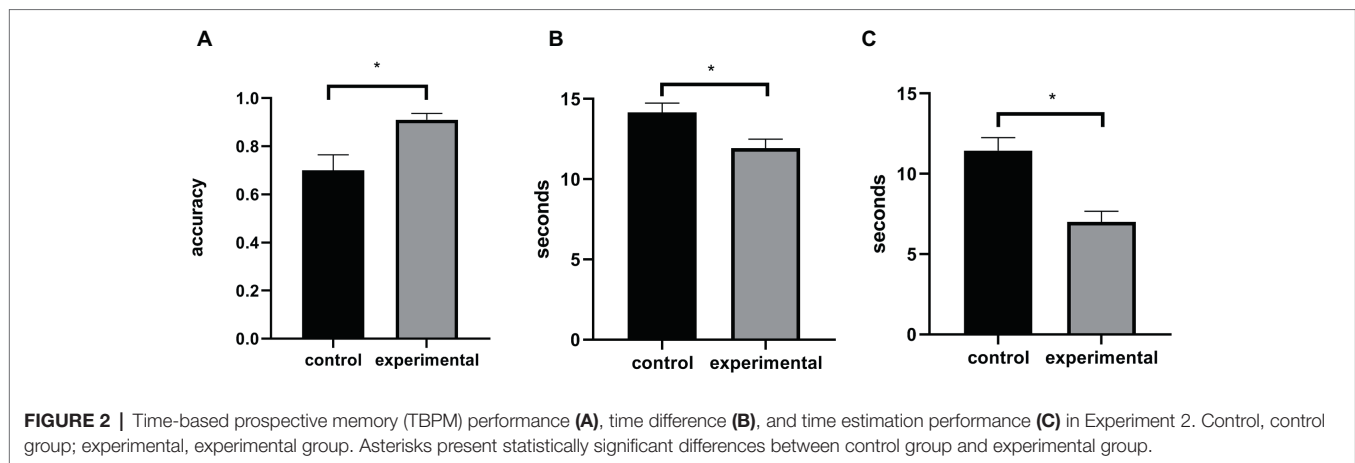 A
*
1.0
0.8
0.6
0.4
0.2
0.0
accuracy
control experimental
B
*
15
10
5
0
seconds
control experimental
C
*
15
10
5
0
seconds
control experimental
FIGURE 2 | Time-based prospective memory (TBPM) performance (A), time difference (B), and time estimation performance (C) in Experiment 2. Control, control
group; experimental, experimental group. Asterisks present statistically significant differences between control group and experimental group.